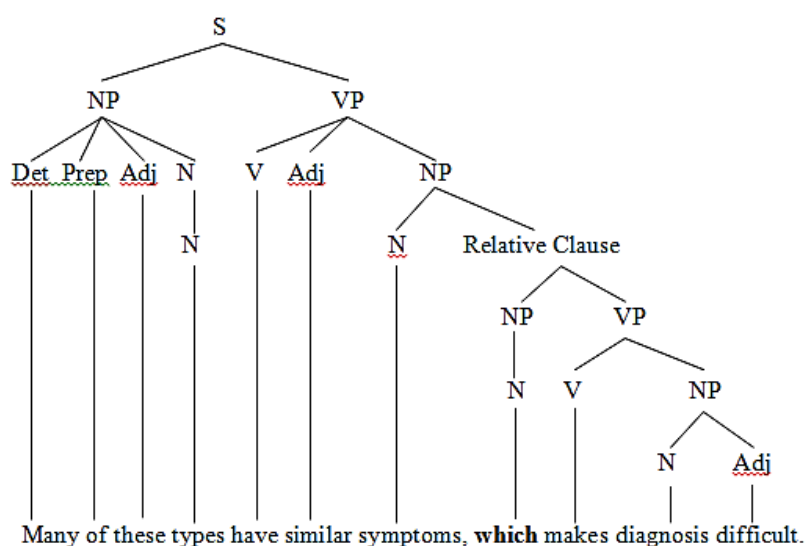 S
NP VP
Det Prep Adj N V Adj NP
N N Relative Clause
NP VP
N V NP
N Adj
Many of these types have similar symptoms, which makes diagnosis difficult.